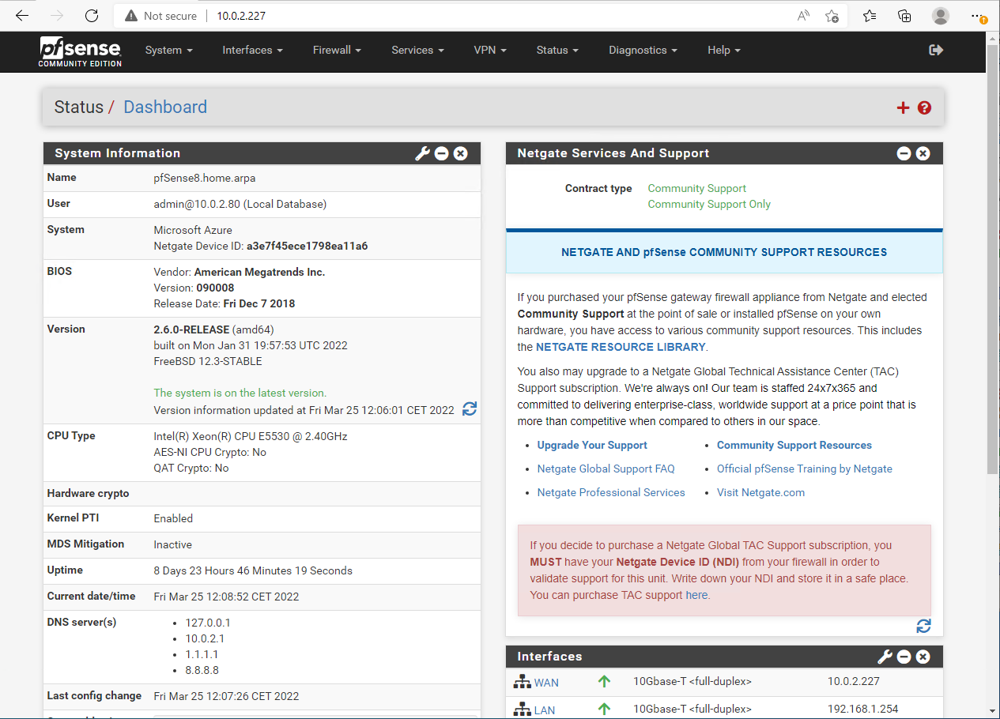 Not secure
10.0.2.227
pfsense
COMMUNITY EDITION
System
Interfaces
Firewall
Services
VPN
Status
Diagnostics
Help
Status / Dashboard
System Information
Name
pfSense8.home.arpa
User
admin@10.0.2.80 (Local Database)
System
Microsoft Azure
Netgate Device ID: a3e7f45ece1798ea11a6
BIOS
Vendor: American Megatrends Inc.
Version: 090008
Release Date: Fri Dec 7 2018
Version
2.6.0-RELEASE (amd64)
built on Mon Jan 31 19:57:53 UTC 2022
FreeBSD 12.3-STABLE
The system is on the latest version.
Version information updated at Fri Mar 25 12:06:01 CET 2022
CPU Type
Intel(R) Xeon(R) CPU E5530 @ 2.40GHz
AES-NI CPU Crypto: No
QAT Crypto: No
Hardware crypto
Kernel PTI
Enabled
MDS Mitigation
Inactive
Uptime
8 Days 23 Hours 46 Minutes 19 Seconds
Current date/time
Fri Mar 25 12:08:52 CET 2022
DNS server(s)
127.0.0.1
10.0.2.1
1.1.1.1
8.8.8.8
Last config change
Fri Mar 25 12:07:26 CET 2022
Netgate Services And Support
Contract type
Community Support
Community Support Only
NETGATE AND pfSense COMMUNITY SUPPORT RESOURCES
If you purchased your pfSense gateway firewall appliance from Netgate and elected
Community Support at the point of sale or installed pfSense on your own
hardware, you have access to various community support resources. This includes
the NETGATE RESOURCE LIBRARY.
You also may upgrade to a Netgate Global Technical Assistance Center (TAC)
Support subscription. We're always on! Our team is staffed 24x7x365 and
committed to delivering enterprise-class, worldwide support at a price point that is
more than competitive when compared to others in our space.
Upgrade Your Support
Community Support Resources
Netgate Global Support FAQ
Official pfSense Training by Netgate
Netgate Professional Services
Visit Netgate.com
If you decide to purchase a Netgate Global TAC Support subscription, you
MUST have your Netgate Device ID (NDI) from your firewall in order to
validate support for this unit. Write down your NDI and store it in a safe place.
You can purchase TAC support here.
Interfaces
WAN
10Gbase-T <full-duplex>
10.0.2.227
LAN
10Gbase-T <full-duplex>
192.168.1.254